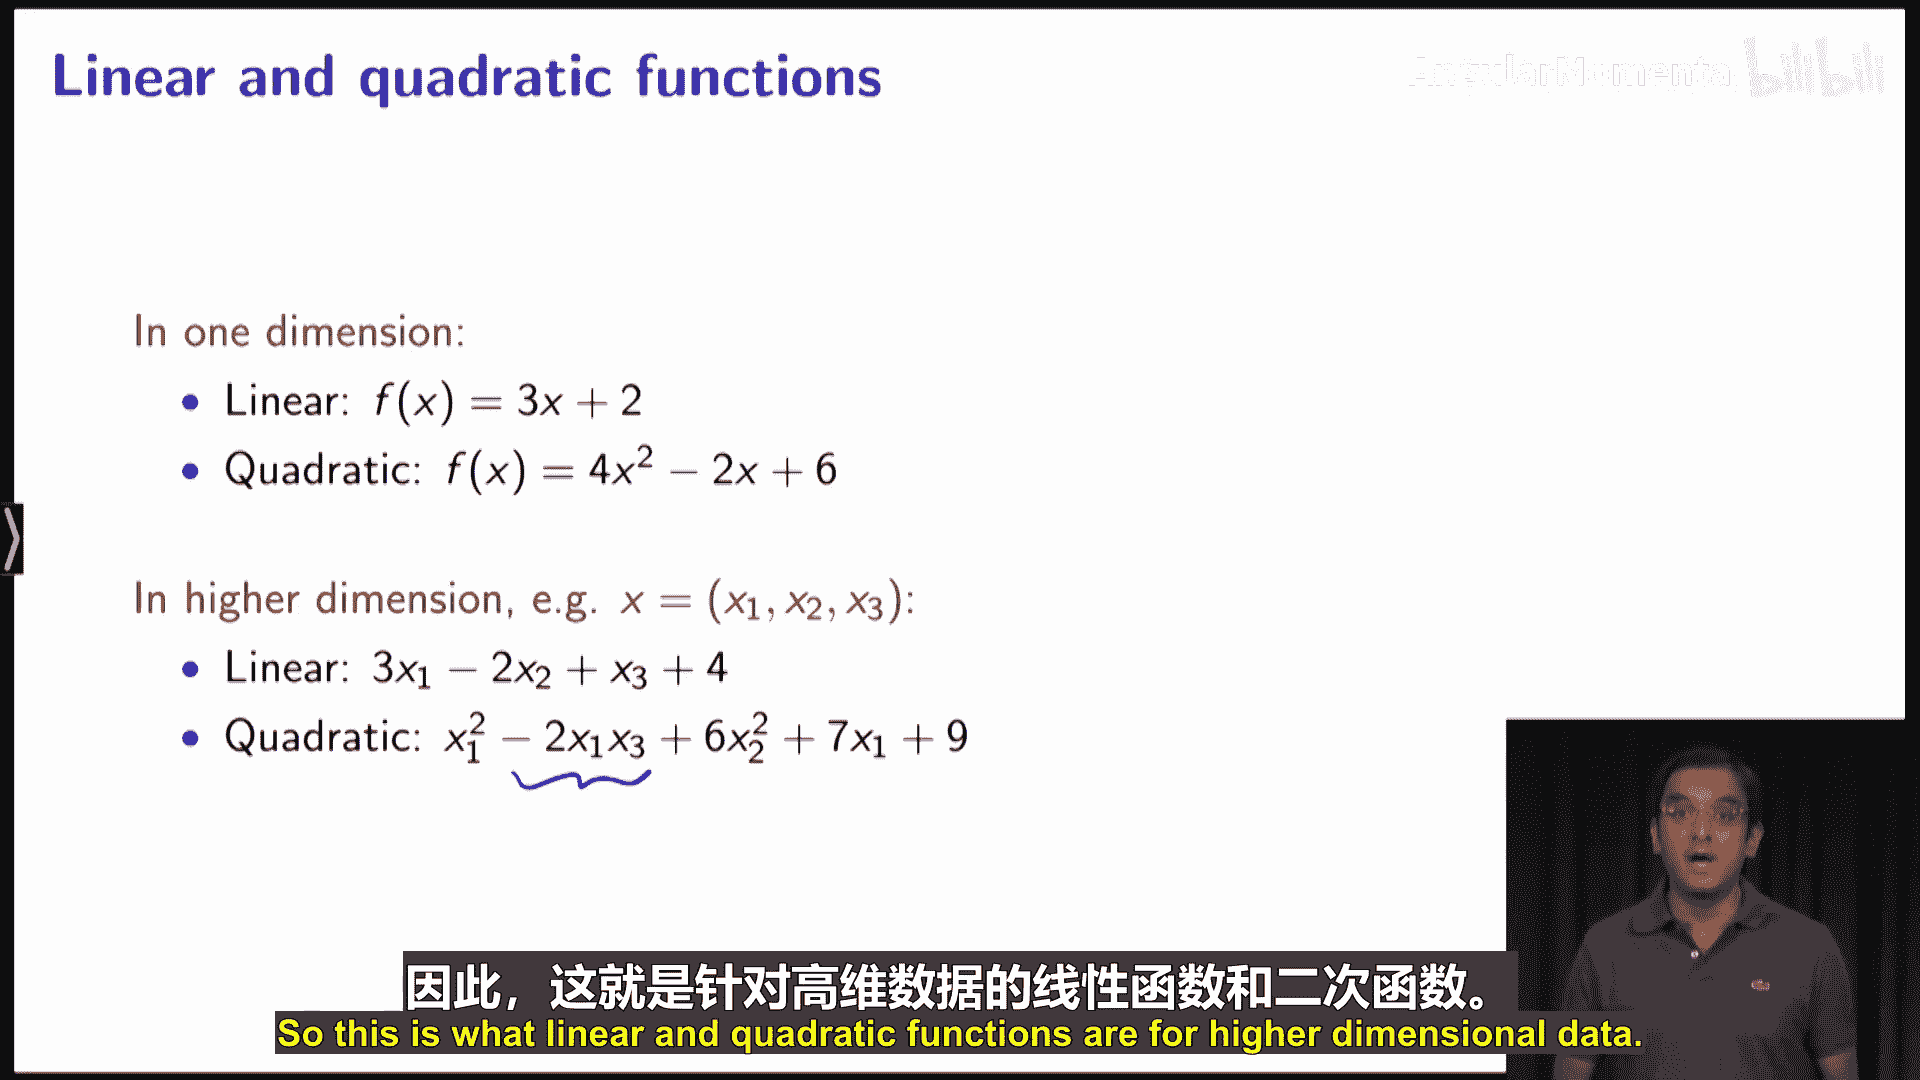 Linear and quadratic functions
AngularMomenta bilibili
In one dimension:
• Linear: f(x) = 3x + 2
• Quadratic: f(x) = 4x² − 2x + 6
In higher dimension, e.g. x = (x₁, x₂, x₃):
• Linear: 3x₁ − 2x₂ + x₃ + 4
• Quadratic: x₁² − 2x₁x₃ + 6x₂² + 7x₁ + 9
因此，这就是针对高维数据的线性函数和二次函数。
So this is what linear and quadratic functions are for higher dimensional data.